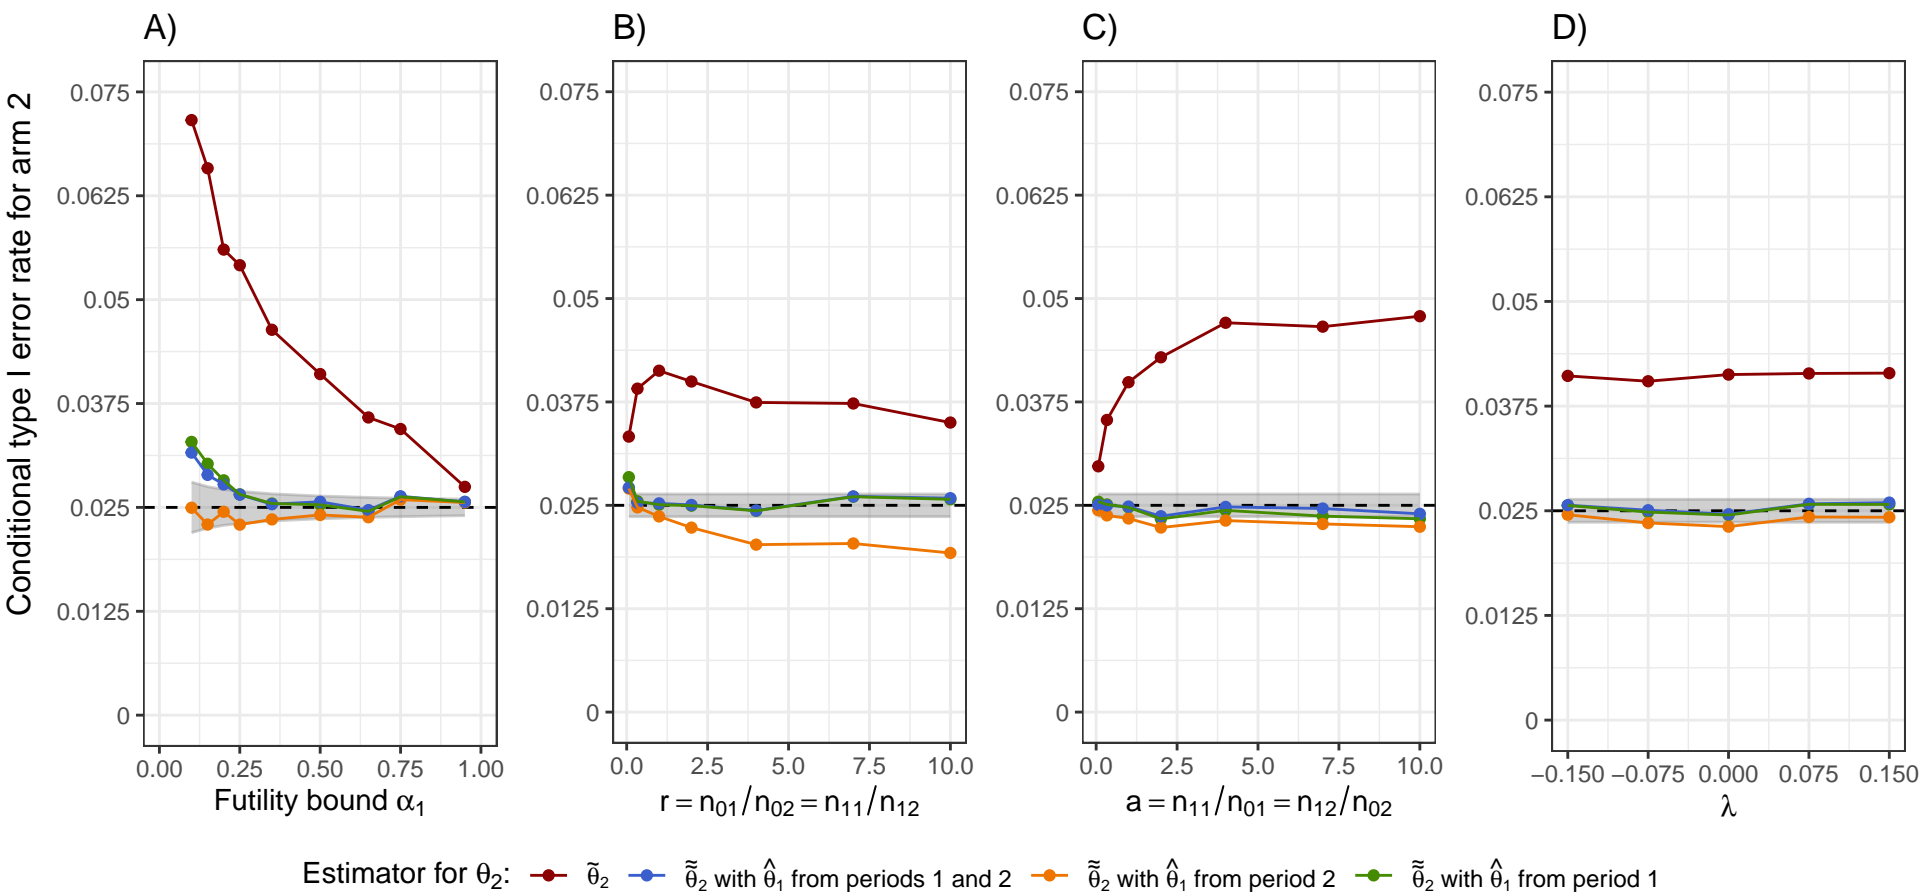 A) B) C) D)
Conditional type I error rate for arm 2
0.075 0.075 0.075 0.075
0.0625 0.0625 0.0625 0.0625
0.05 0.05 0.05 0.05
0.0375 0.0375 0.0375 0.0375
0.025 0.025 0.025 0.025
0.0125 0.0125 0.0125 0.0125
0 0 0 0
0.00 0.25 0.50 0.75 1.00 0.0 2.5 5.0 7.5 10.0 0.0 2.5 5.0 7.5 10.0 −0.150 −0.075 0.000 0.075 0.150
Futility bound α₁ r = n₀₁/n₀₂ = n₁₁/n₁₂ a = n₁₁/n₀₁ = n₁₂/n₀₂ λ
Estimator for θ₂: θ̃₂ θ̃̃₂ with θ̂₁ from periods 1 and 2 θ̃̃₂ with θ̂₁ from period 2 θ̃̃₂ with θ̂₁ from period 1